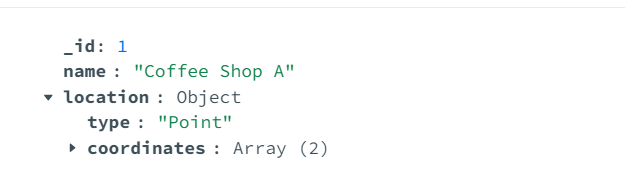 _id: 1
name : "Coffee Shop A"
location : Object
type : "Point"
coordinates : Array (2)